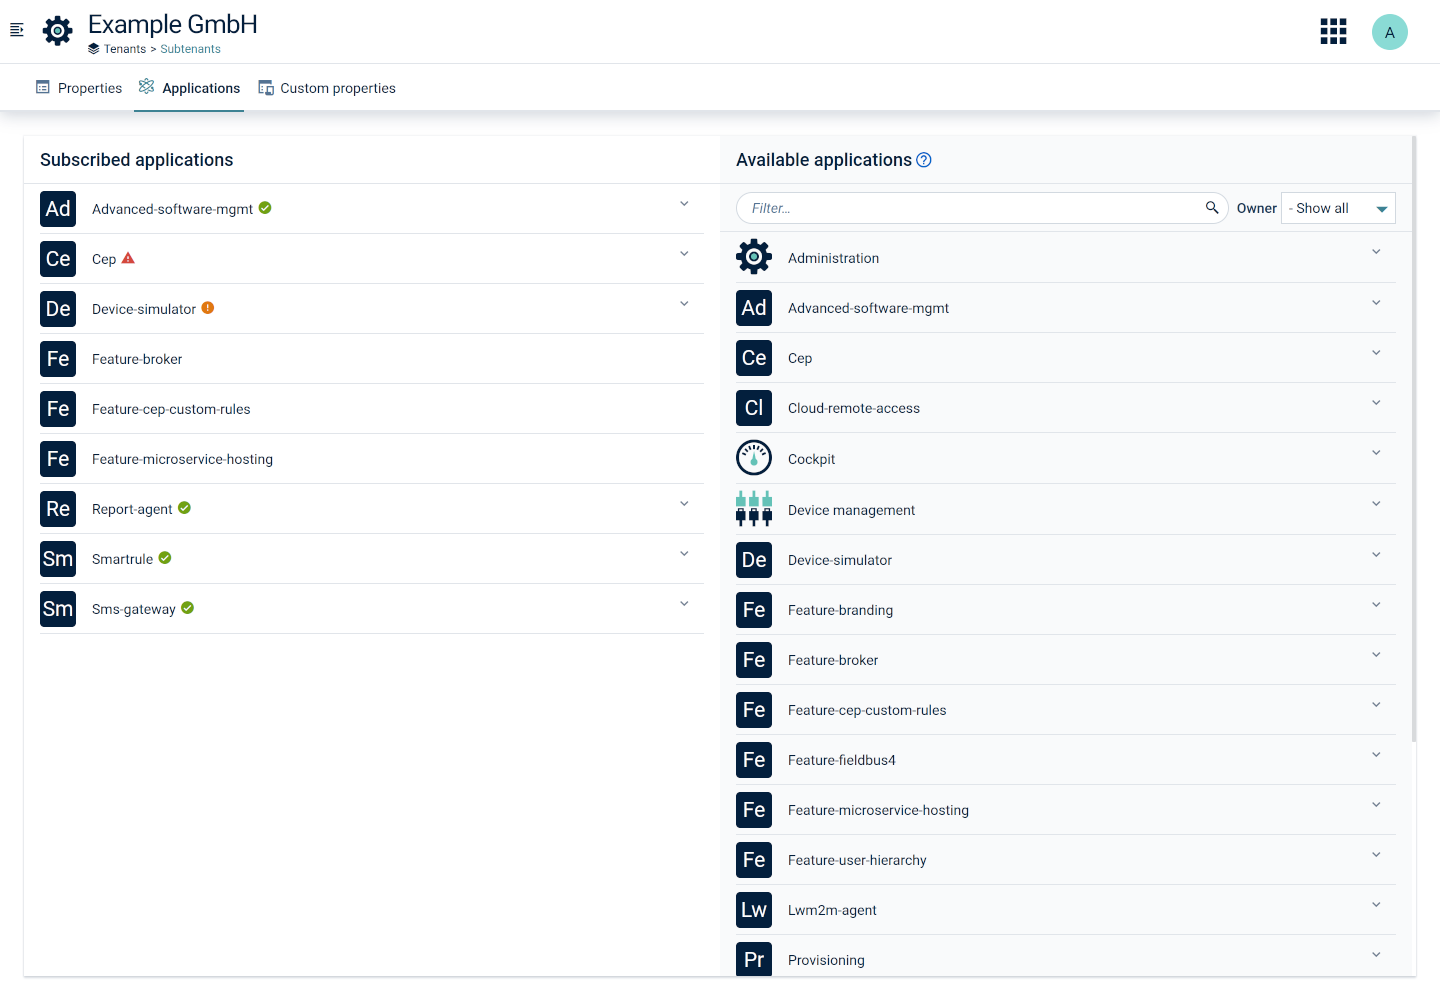 Example GmbH
Tenants > Subtenants
A
Properties
Applications
Custom properties
Subscribed applications
Ad Advanced-software-mgmt
Ce Cep
De Device-simulator
Fe Feature-broker
Fe Feature-cep-custom-rules
Fe Feature-microservice-hosting
Re Report-agent
Sm Smartrule
Sm Sms-gateway
Available applications
Filter... Owner - Show all
Administration
Ad Advanced-software-mgmt
Ce Cep
Cl Cloud-remote-access
Cockpit
Device management
De Device-simulator
Fe Feature-branding
Fe Feature-broker
Fe Feature-cep-custom-rules
Fe Feature-fieldbus4
Fe Feature-microservice-hosting
Fe Feature-user-hierarchy
Lw Lwm2m-agent
Pr Provisioning